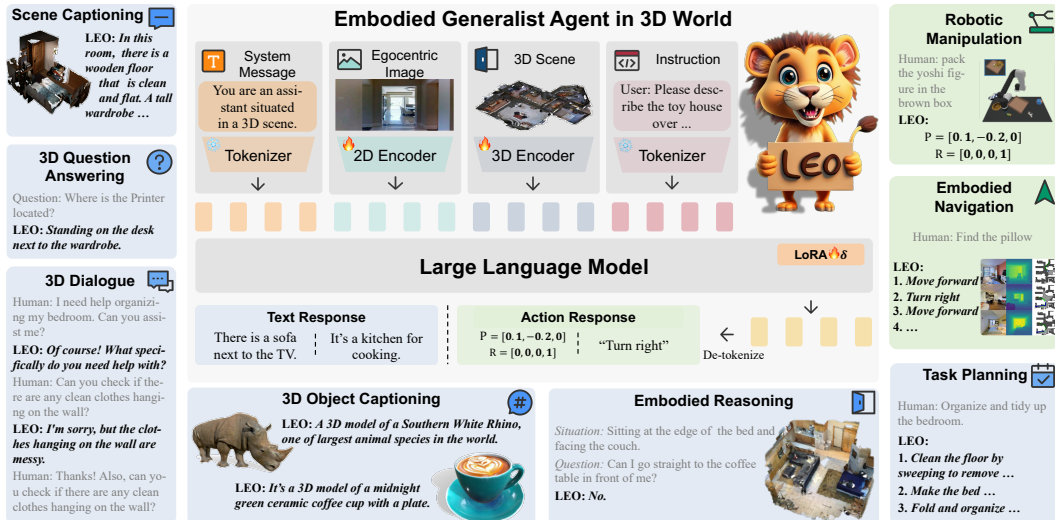 Scene Captioning
LEO: In this
room, there is a
wooden floor
that is clean
and flat. A tall
wardrobe …
3D Question
Answering
Question: Where is the Printer
located?
LEO: Standing on the desk
next to the wardrobe.
3D Dialogue
Human: I need help organizi-
ng my bedroom. Can you assi-
st me?
LEO: Of course! What speci-
fically do you need help with?
Human: Can you check if the-
re are any clean clothes hangi-
ng on the wall?
LEO: I'm sorry, but the clot-
hes hanging on the wall are
messy.
Human: Thanks! Also, can yo-
u check if there are any clean
clothes hanging on the wall?
Embodied Generalist Agent in 3D World
System
Message
You are an assi-
stant situated
in a 3D scene.
Tokenizer
Egocentric
Image
2D Encoder
3D Scene
3D Encoder
Instruction
User: Please desc-
ribe the toy house
over ...
Tokenizer
LEO
Large Language Model
LoRA δ
Text Response
There is a sofa
next to the TV.
It's a kitchen for
cooking.
Action Response
P = [0.1, −0.2, 0]
R = [0, 0, 0, 1]
“Turn right”
De-tokenize
3D Object Captioning
LEO: A 3D model of a Southern White Rhino,
one of largest animal species in the world.
LEO: It's a 3D model of a midnight
green ceramic coffee cup with a plate.
Embodied Reasoning
Situation: Sitting at the edge of the bed and
facing the couch.
Question: Can I go straight to the coffee
table in front of me?
LEO: No.
Robotic
Manipulation
Human: pack
the yoshi fig-
ure in the
brown box
LEO:
P = [0.1, −0.2, 0]
R = [0, 0, 0, 1]
Embodied
Navigation
Human: Find the pillow
LEO:
1. Move forward
2. Turn right
3. Move forward
4. …
Task Planning
Human: Organize and tidy up
the bedroom.
LEO:
1. Clean the floor by
sweeping to remove …
2. Make the bed …
3. Fold and organize …